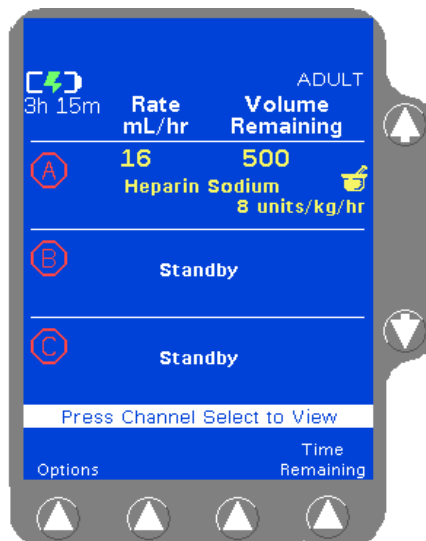 ADULT
3h 15m
Rate Volume
mL/hr Remaining
A
16 500
Heparin Sodium
8 units/kg/hr
B
Standby
C
Standby
Press Channel Select to View
Time
Options Remaining